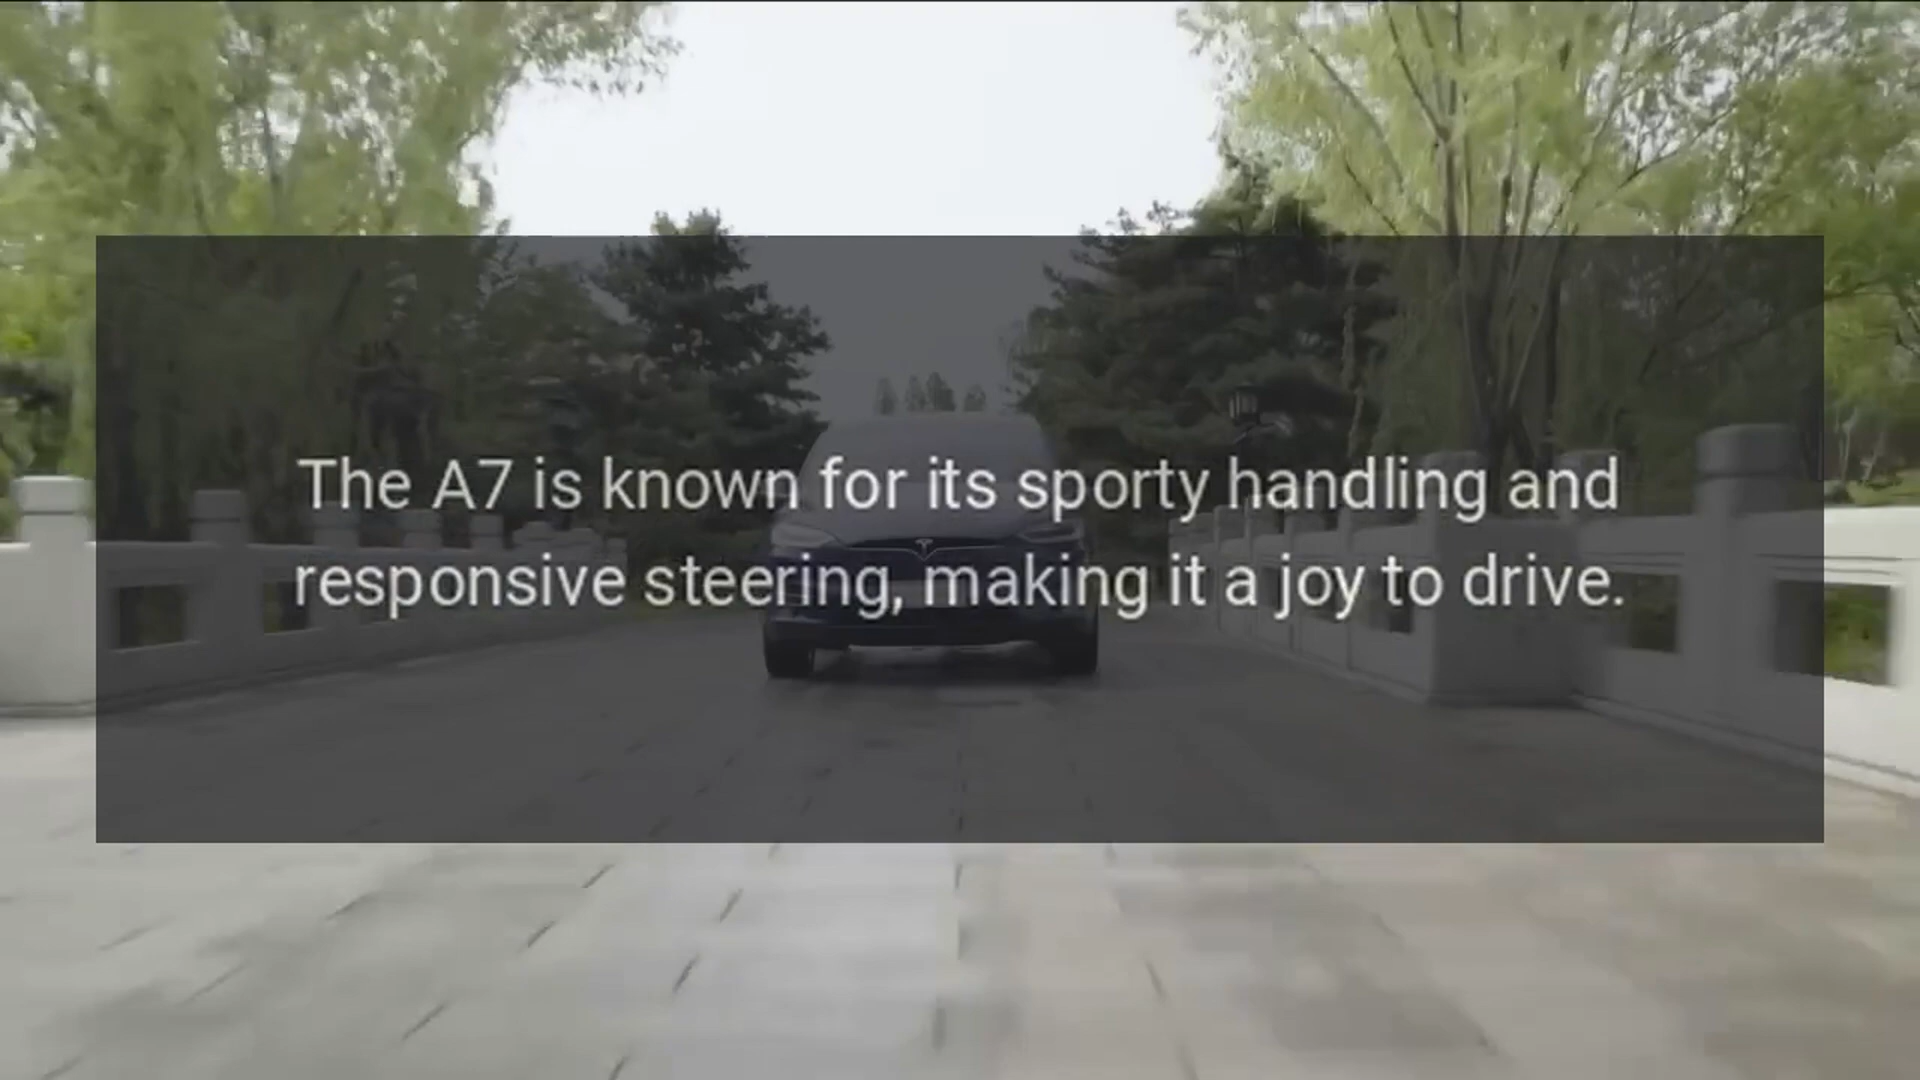 The A7 is known for its sporty handling and
responsive steering, making it a joy to drive.